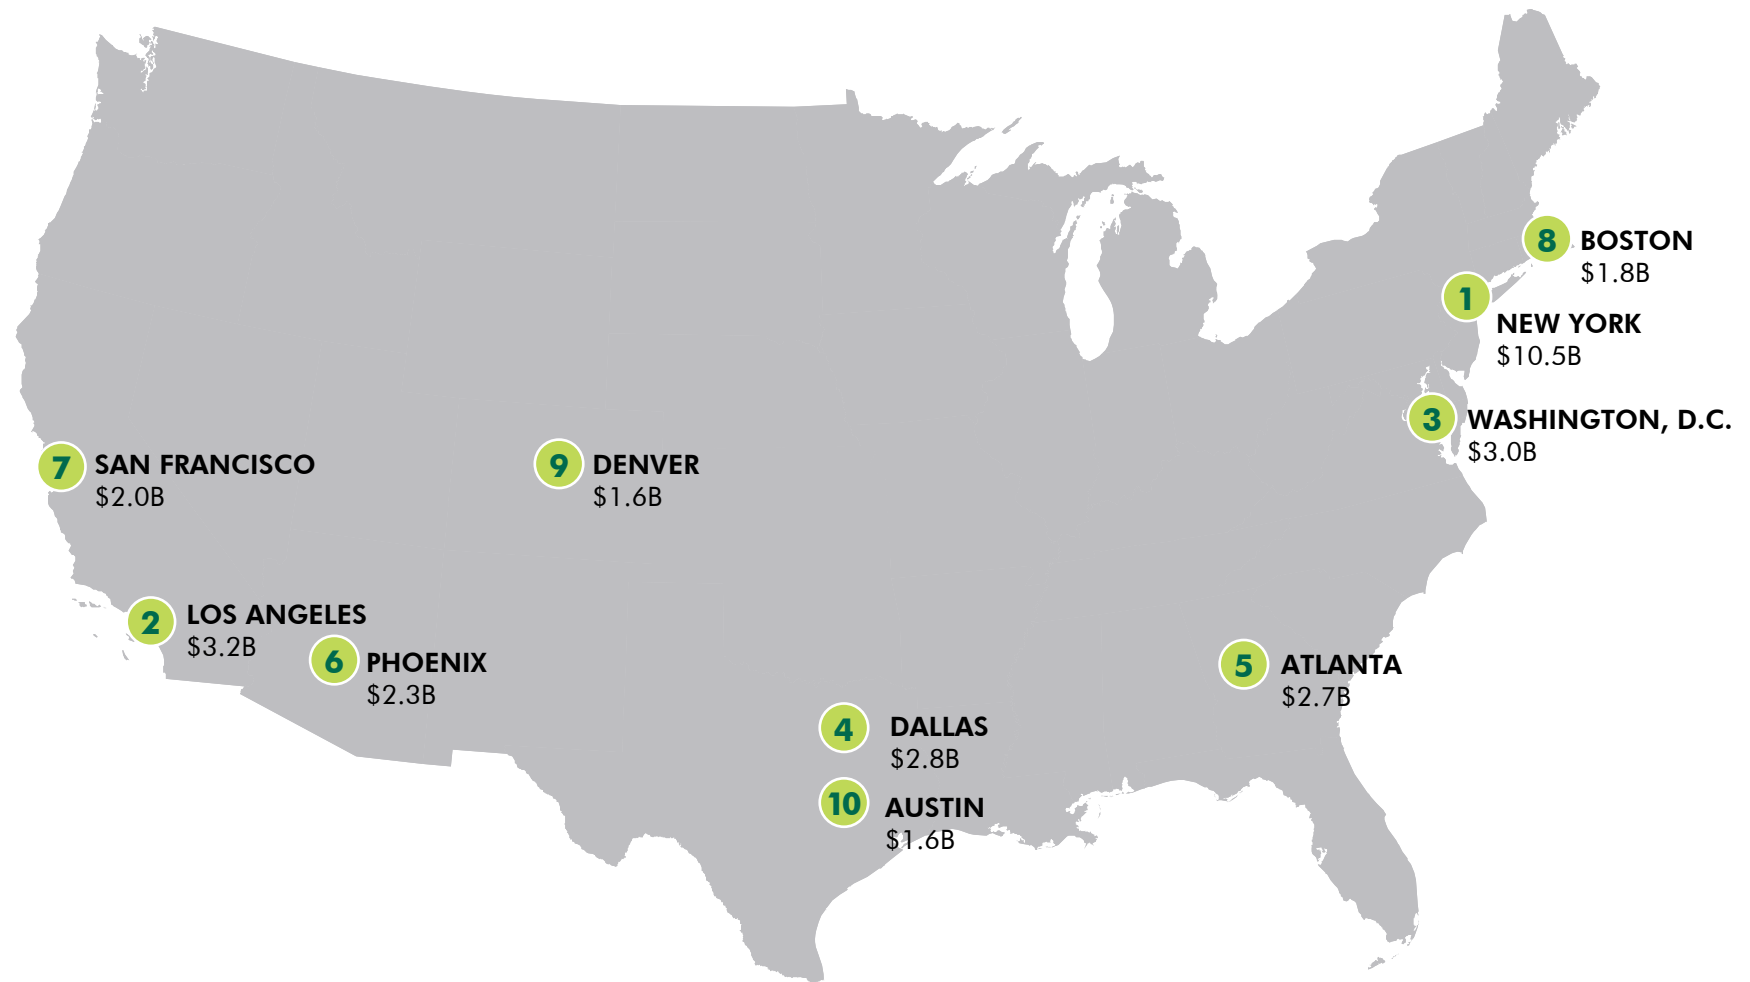 8
BOSTON
$1.8B
1
NEW YORK
$10.5B
3
WASHINGTON, D.C.
$3.0B
7
SAN FRANCISCO
$2.0B
9
DENVER
$1.6B
2
LOS ANGELES
$3.2B
6
PHOENIX
$2.3B
5
ATLANTA
$2.7B
4
DALLAS
$2.8B
10
AUSTIN
$1.6B